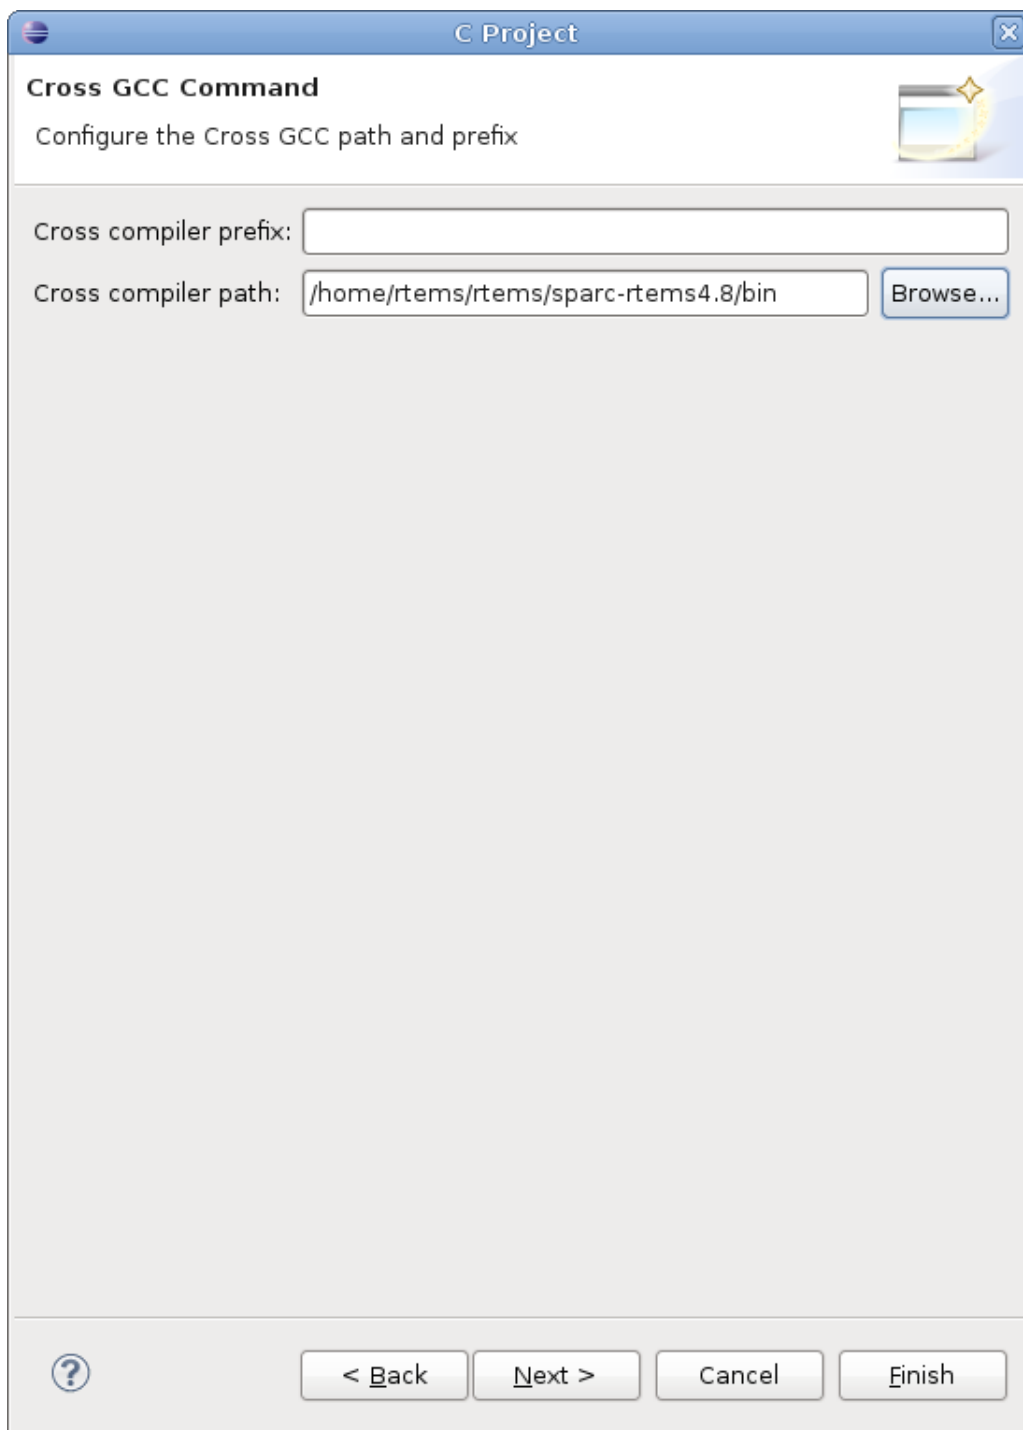 C Project
Cross GCC Command
Configure the Cross GCC path and prefix
Cross compiler prefix:
Cross compiler path: /home/rtems/rtems/sparc-rtems4.8/bin Browse...
? < Back Next > Cancel Finish